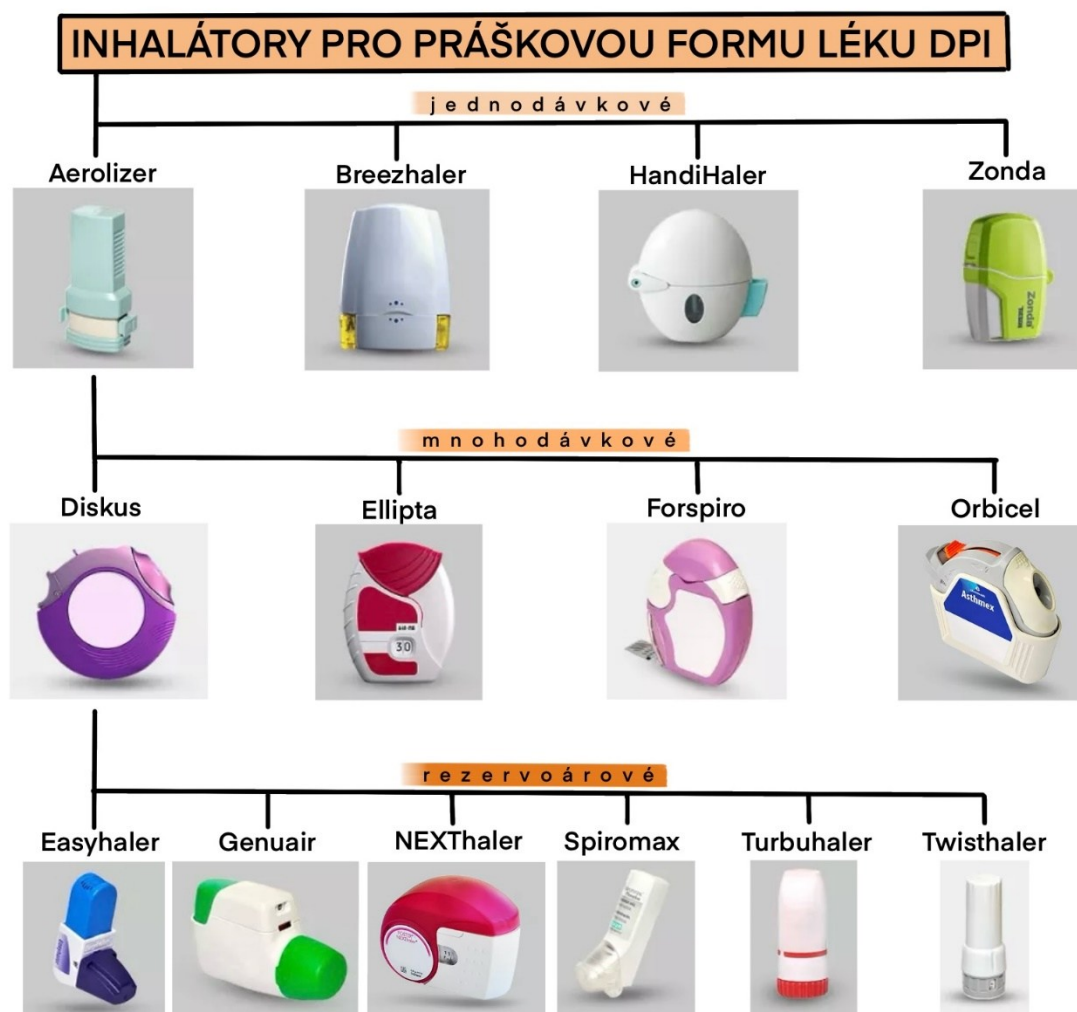 INHALÁTORY PRO PRÁŠKOVOU FORMU LÉKU DPI
jednodávkové
Aerolizer Breezhaler HandiHaler Zonda
Zonda®
mnohodávkové
Diskus Ellipta Forspiro Orbicel
Asthmex
30
rezervoárové
Easyhaler Genuair NEXThaler Spiromax Turbuhaler Twisthaler